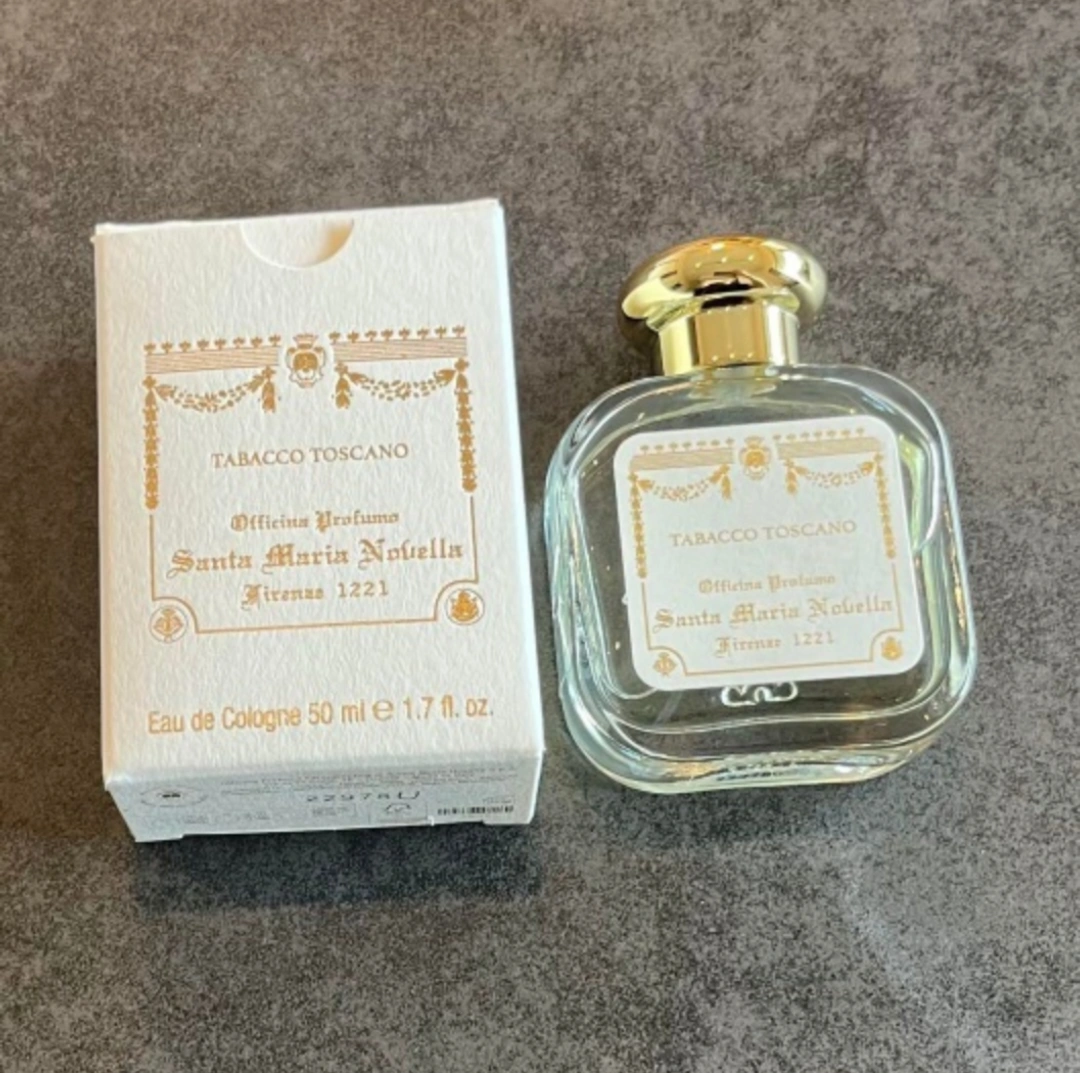 TABACCO TOSCANO
Officina Profumo
Santa Maria Novella
Firenze 1221
Eau de Cologne 50 ml ℮ 1.7 fl. oz.
TABACCO TOSCANO
Officina Profumo
Santa Maria Novella
Firenze 1221